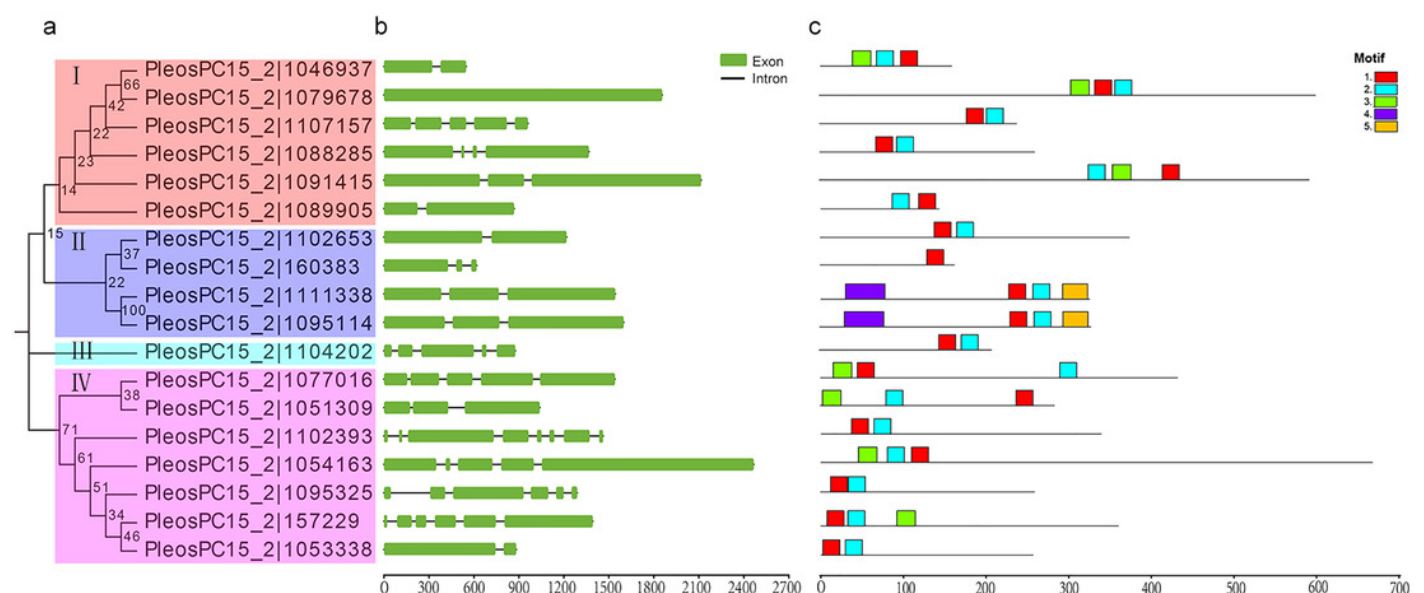 a b c
I PleosPC15_2|1046937
66
PleosPC15_2|1079678
42
PleosPC15_2|1107157
22
PleosPC15_2|1088285
23
PleosPC15_2|1091415
14
PleosPC15_2|1089905
15
II PleosPC15_2|1102653
37
PleosPC15_2|160383
22
PleosPC15_2|1111338
100
PleosPC15_2|1095114
III PleosPC15_2|1104202
IV PleosPC15_2|1077016
38
PleosPC15_2|1051309
71
PleosPC15_2|1102393
61
PleosPC15_2|1054163
51
PleosPC15_2|1095325
34
PleosPC15_2|157229
46
PleosPC15_2|1053338
Exon
Intron
0 300 600 900 1200 1500 1800 2100 2400 2700
Motif
1.
2.
3.
4.
5.
0 100 200 300 400 500 600 700